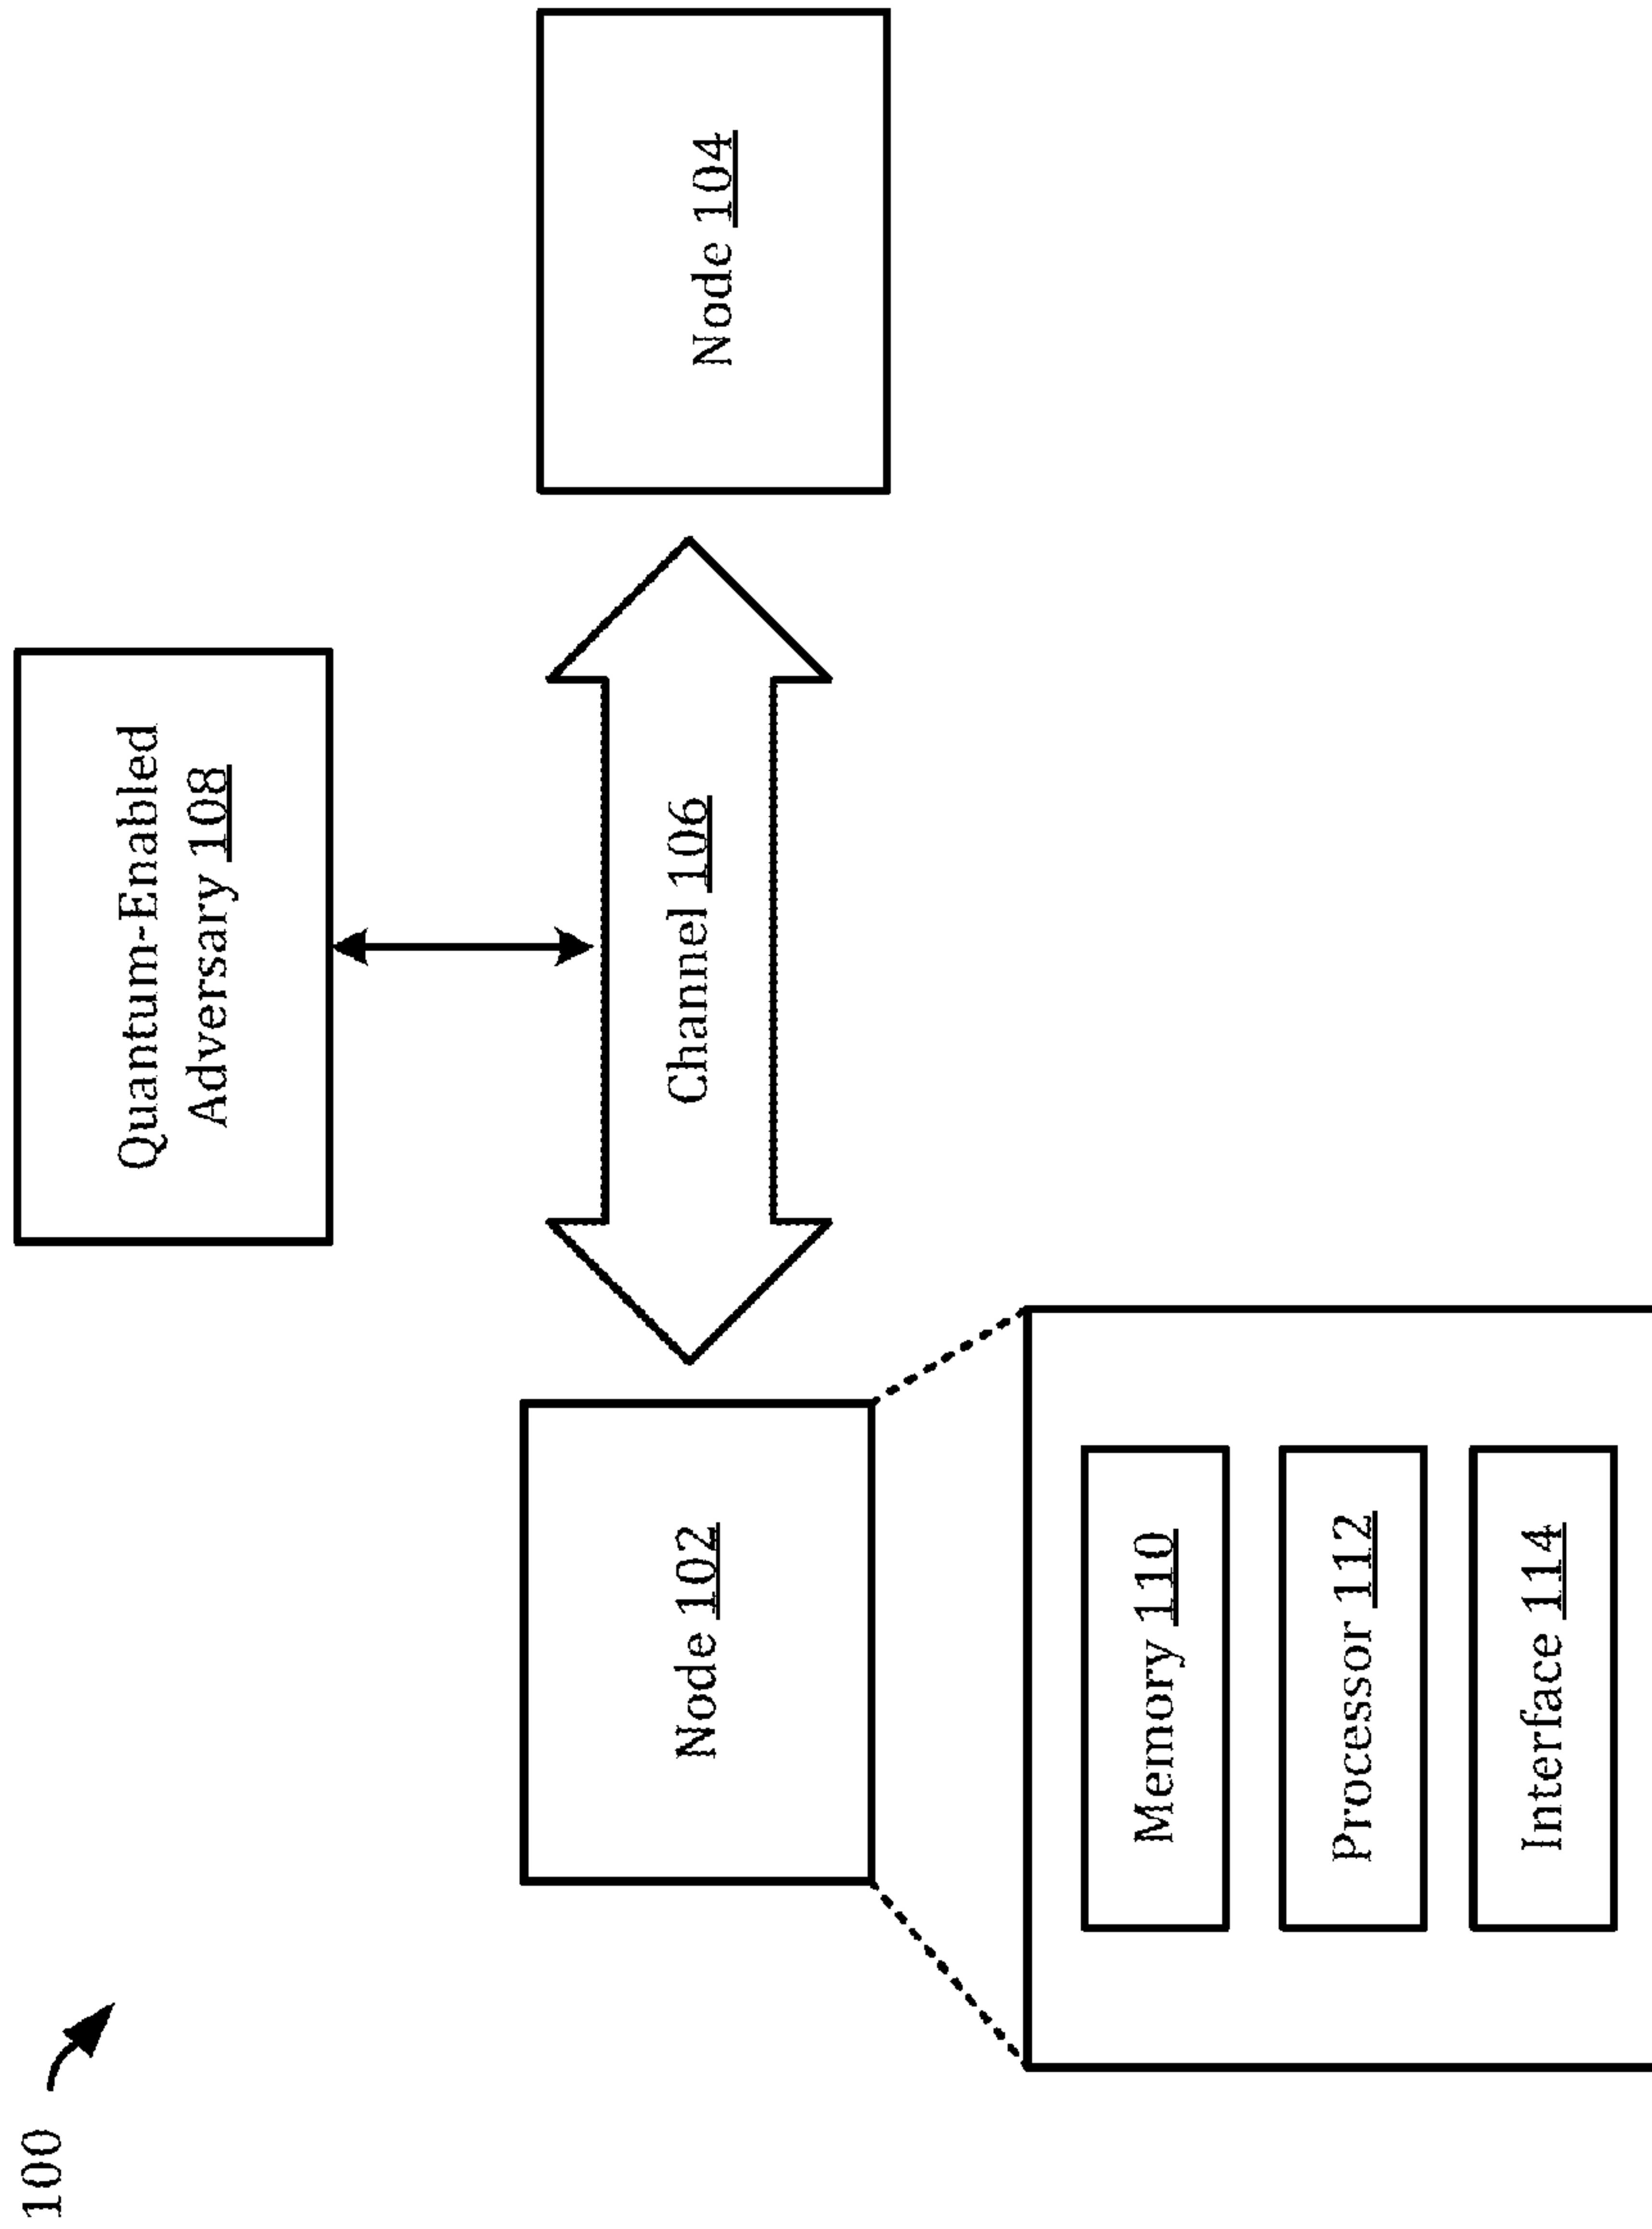 100
Quantum-Enabled
Adversary 108
Node 102
Channel 106
Node 104
Memory 110
Processor 112
Interface 114